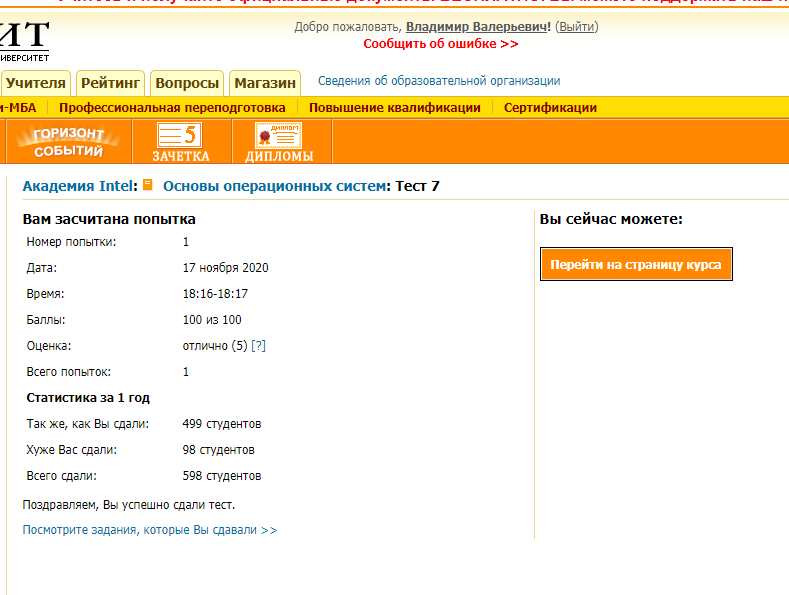 ИТ
ИВЕРСИТЕТ
Добро пожаловать, Владимир Валерьевич! (Выйти)
Сообщить об ошибке >>
Учителя Рейтинг Вопросы Магазин Сведения об образовательной организации
и-МБА Профессиональная переподготовка Повышение квалификации Сертификации
ГОРИЗОНТ СОБЫТИЙ
5
ЗАЧЕТКА
ДИПЛОМ
ДИПЛОМЫ
Академия Intel: Основы операционных систем: Тест 7
Вам засчитана попытка
Номер попытки: 1
Дата: 17 ноября 2020
Время: 18:16-18:17
Баллы: 100 из 100
Оценка: отлично (5) [?]
Всего попыток: 1
Статистика за 1 год
Так же, как Вы сдали: 499 студентов
Хуже Вас сдали: 98 студентов
Всего сдали: 598 студентов
Поздравляем, Вы успешно сдали тест.
Посмотрите задания, которые Вы сдавали >>
Вы сейчас можете:
Перейти на страницу курса